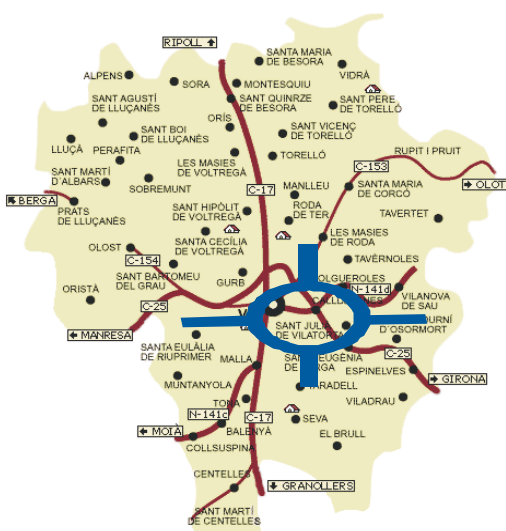 RIPOLL
SANTA MARIA
DE BESORA
VIDRÀ
ALPENS
SORA
MONTESQUIU
SANT AGUSTÍ
DE LLUÇANÈS
SANT QUINRZE
DE BESORA
SANT PERE
DE TORELLÓ
ORÍS
SANT BOI
DE LLUÇANÈS
SANT VICENÇ
DE TORELLÓ
LLUÇÀ
PERAFITA
LES MASIES
DE VOLTREGÀ
TORELLÓ
RUPIT I PRUIT
C-153
SANT MARTÍ
D'ALBARS
SOBREMUNT
C-17
MANLLEU
SANTA MARIA
DE CORCÓ
OLOT
BERGA
PRATS
DE LLUÇANÈS
SANT HIPÒLIT
DE VOLTREGÀ
RODA
DE TER
TAVERTET
OLOST
SANTA CECÍLIA
DE VOLTREGÀ
LES MASIES
DE RODA
C-154
TAVÈRNOLES
SANT BARTOMEU
DEL GRAU
GURB
OLGUEROLES
N-141d
ORISTÀ
C-25
VILANOVA
DE SAU
MANRESA
SANT JULIÀ
DE VILATORTA
D'OSORMORT
SANTA EULÀLIA
DE RIUPRIMER
MALLA
C-25
ESPINELVES
GIRONA
MUNTANYOLA
VILADRAU
TONA
N-141c
C-17
SEVA
MOIÀ
BALENYÀ
EL BRULL
COLLSUSPINA
CENTELLES
GRANOLLERS
SANT MARTÍ
DE CENTELLES